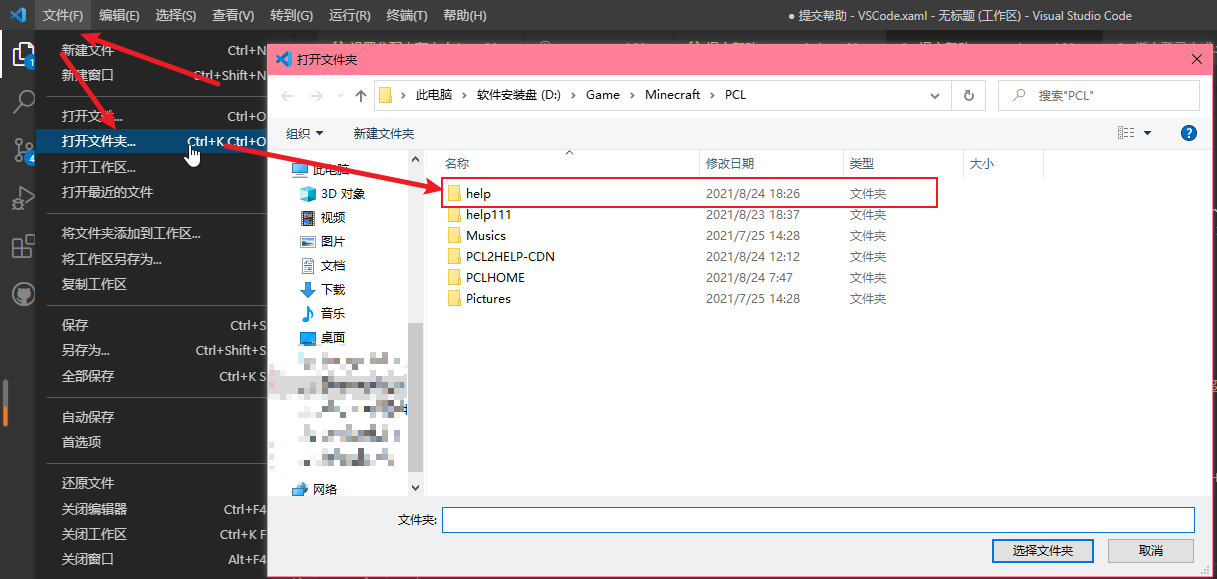 文件(F) 编辑(E) 选择(S) 查看(V) 转到(G) 运行(R) 终端(T) 帮助(H) ● 提交帮助 - VSCode.xaml - 无标题 (工作区) - Visual Studio Code
新建文件 Ctrl+N
新建窗口 Ctrl+Shift+N
打开文件... Ctrl+O
打开文件夹... Ctrl+K Ctrl+O
打开工作区...
打开最近的文件
将文件夹添加到工作区...
将工作区另存为...
复制工作区
保存 Ctrl+S
另存为... Ctrl+Shift+S
全部保存 Ctrl+K S
自动保存
首选项
还原文件
关闭编辑器 Ctrl+F4
关闭工作区 Ctrl+K F
关闭窗口 Alt+F4
1
4
打开文件夹
此电脑 › 软件安装盘 (D:) › Game › Minecraft › PCL
搜索"PCL"
组织 新建文件夹
?
此电脑
3D 对象
视频
图片
文档
下载
音乐
桌面
网络
名称 修改日期 类型 大小
help 2021/8/24 18:26 文件夹
help111 2021/8/23 18:37 文件夹
Musics 2021/7/25 14:28 文件夹
PCL2HELP-CDN 2021/8/24 12:12 文件夹
PCLHOME 2021/8/24 7:47 文件夹
Pictures 2021/7/25 14:28 文件夹
文件夹:
选择文件夹 取消